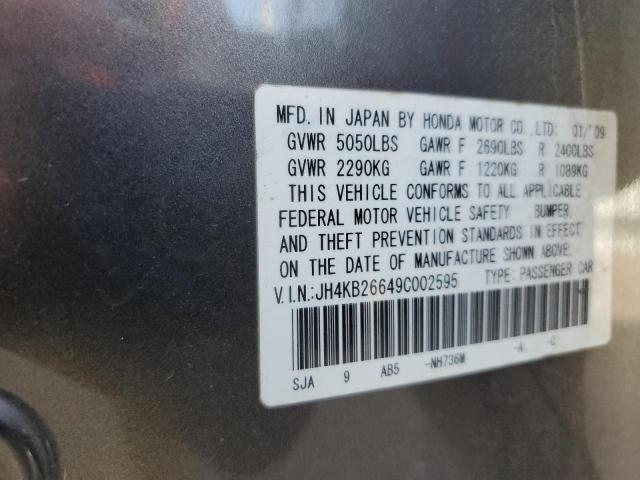 MFD. IN JAPAN BY HONDA MOTOR CO., LTD: 01/'09
GVWR 5050LBS GAWR F 2690LBS R 2400LBS
GVWR 2290KG GAWR F 1220KG R 1089KG
THIS VEHICLE CONFORMS TO ALL APPLICABLE
FEDERAL MOTOR VEHICLE SAFETY BUMPER,
AND THEFT PREVENTION STANDARDS IN EFFECT
ON THE DATE OF MANUFACTURE SHOWN ABOVE.
V.I.N.:JH4KB26649C002595 TYPE: PASSENGER CAR
SJA 9 AB5 -NH736M -A -C